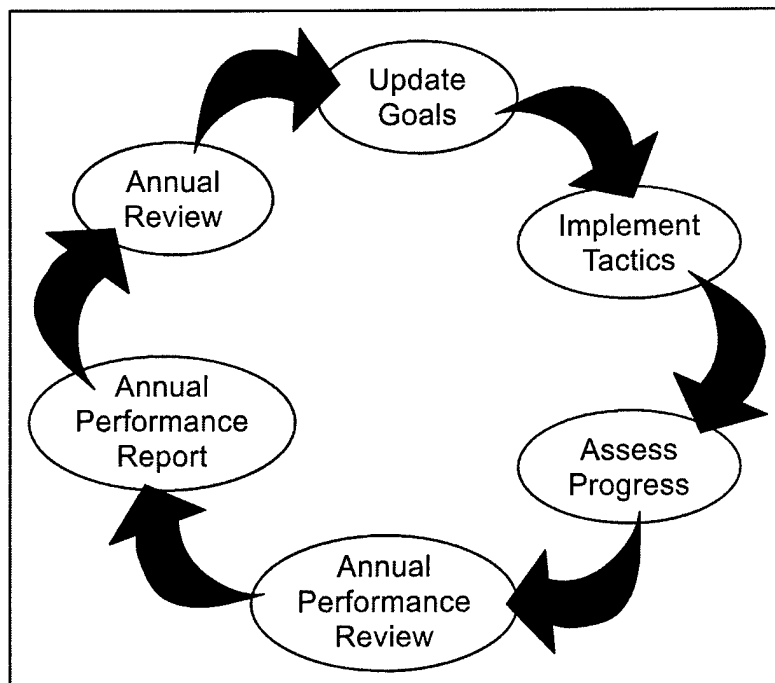 Update
Goals
Implement
Tactics
Assess
Progress
Annual
Performance
Review
Annual
Performance
Report
Annual
Review